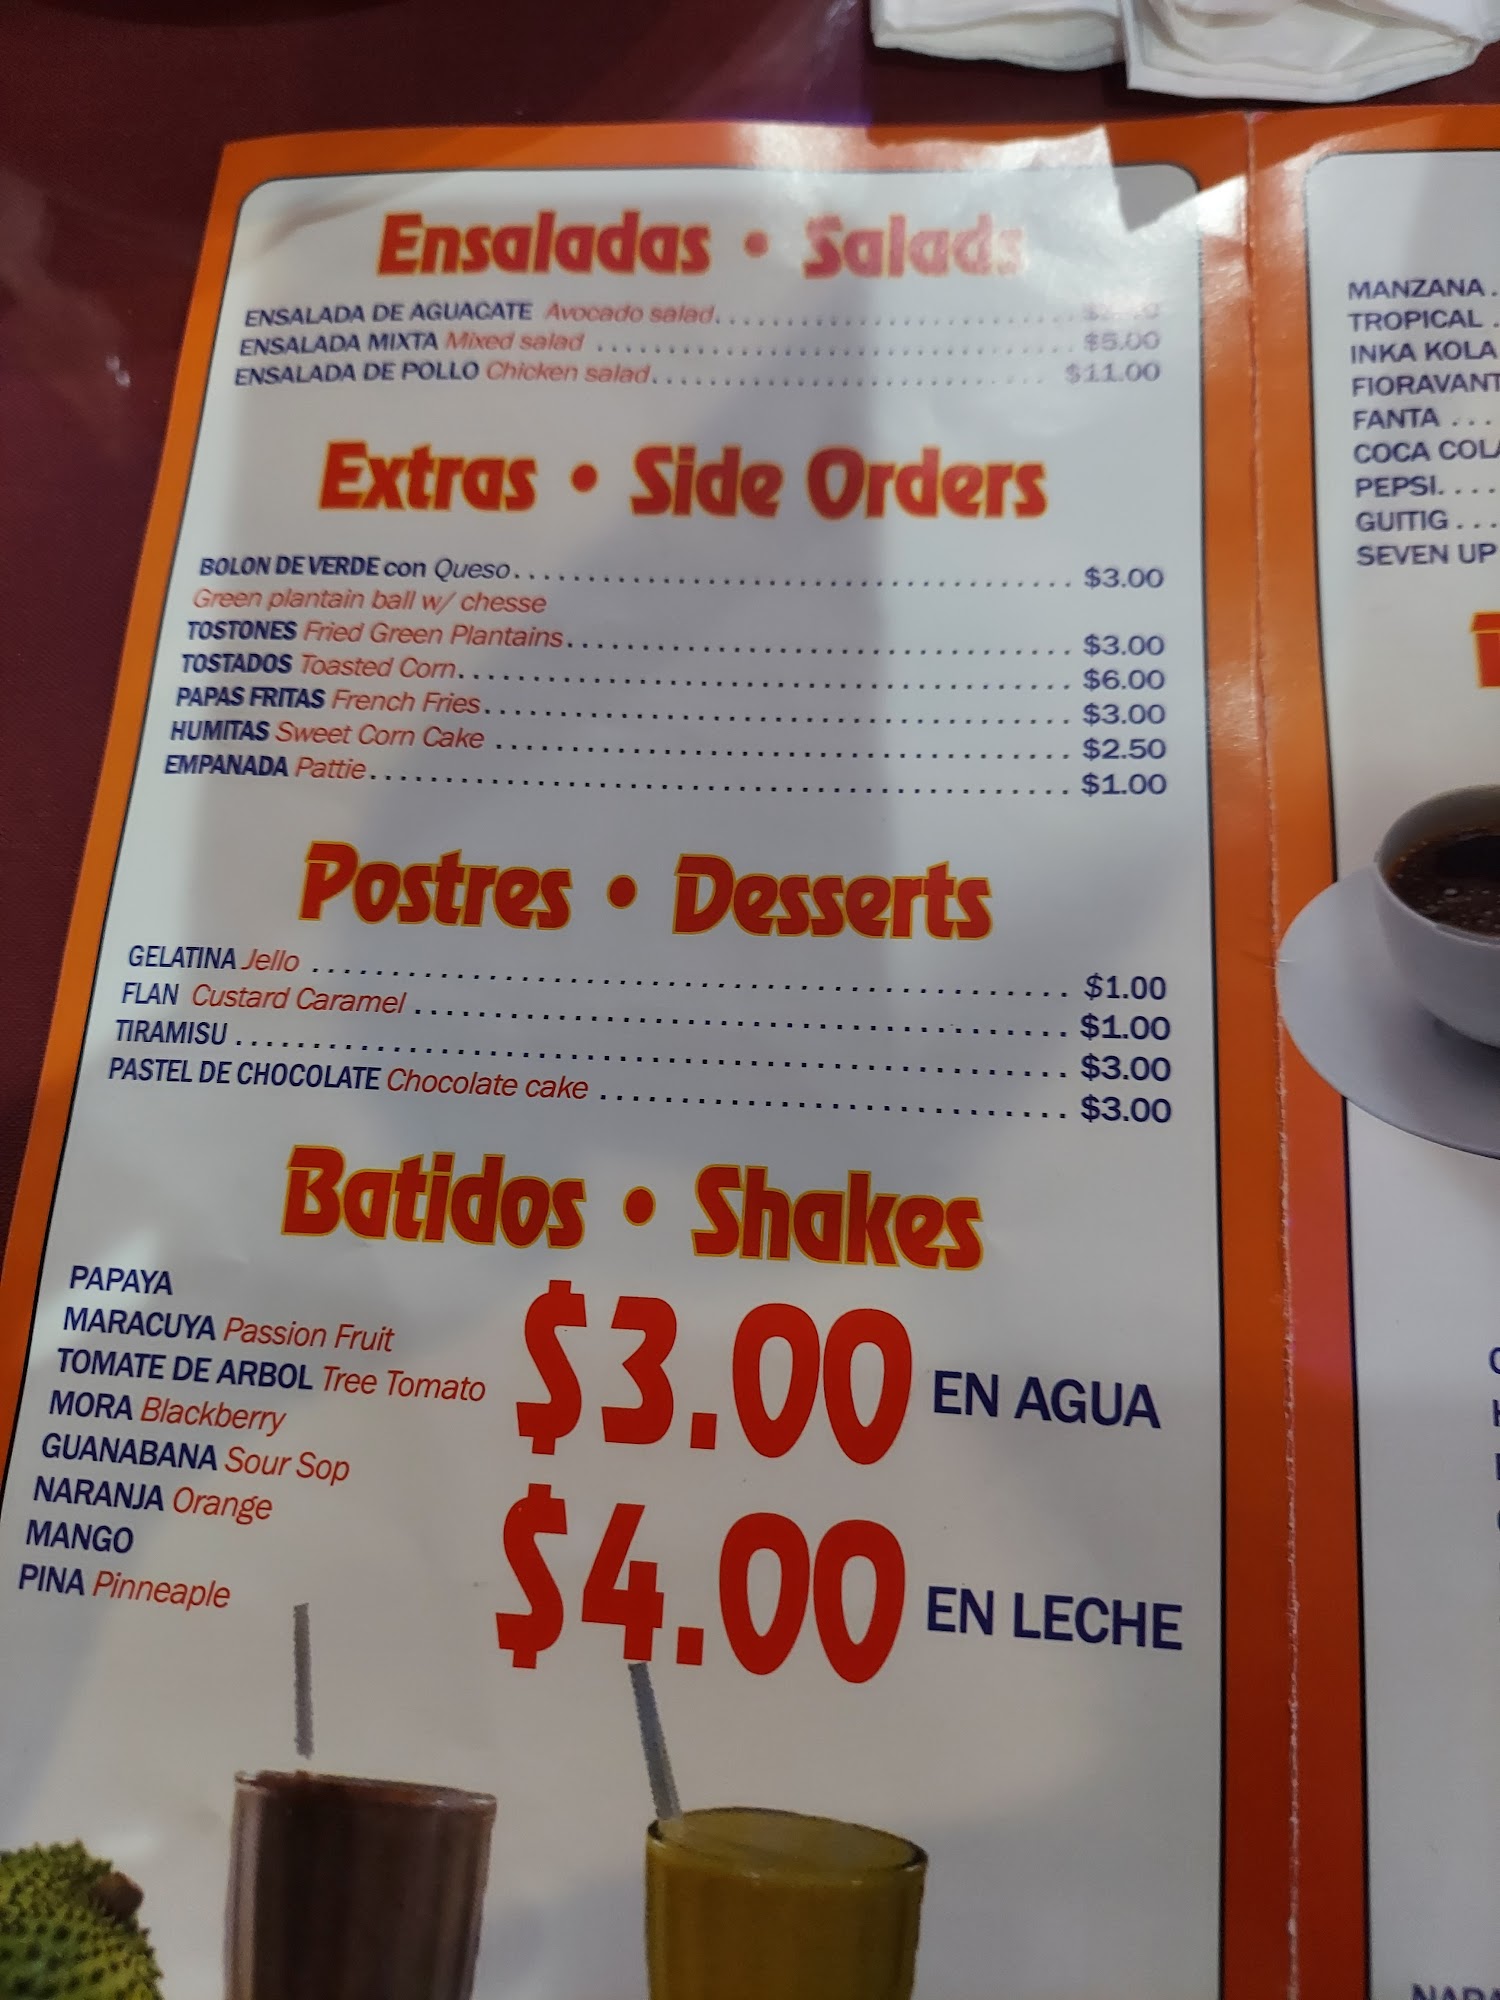 Ensaladas • Salads
ENSALADA DE AGUACATE Avocado salad
ENSALADA MIXTA Mixed salad $5.00
ENSALADA DE POLLO Chicken salad $11.00
Extras • Side Orders
BOLON DE VERDE con Queso $3.00
Green plantain ball w/ chesse
TOSTONES Fried Green Plantains $3.00
TOSTADOS Toasted Corn $6.00
PAPAS FRITAS French Fries $3.00
HUMITAS Sweet Corn Cake $2.50
EMPANADA Pattie $1.00
Postres • Desserts
GELATINA Jello $1.00
FLAN Custard Caramel $1.00
TIRAMISU $3.00
PASTEL DE CHOCOLATE Chocolate cake $3.00
Batidos • Shakes
PAPAYA
MARACUYA Passion Fruit
TOMATE DE ARBOL Tree Tomato
MORA Blackberry
GUANABANA Sour Sop
NARANJA Orange
MANGO
PINA Pinneaple
$3.00 EN AGUA
$4.00 EN LECHE
MANZANA
TROPICAL
INKA KOLA
FIORAVANT
FANTA
COCA COLA
PEPSI
GUITIG
SEVEN UP